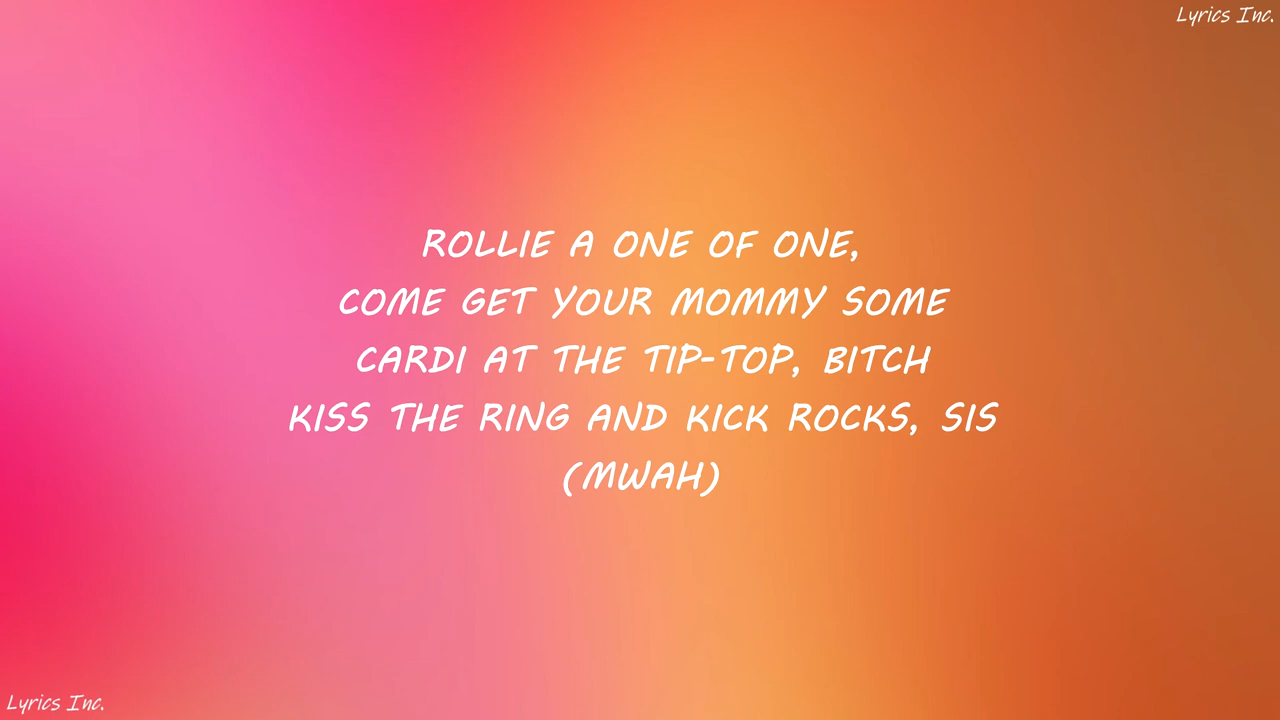 Lyrics Inc.
ROLLIE A ONE OF ONE,
COME GET YOUR MOMMY SOME
CARDI AT THE TIP-TOP, BITCH
KISS THE RING AND KICK ROCKS, SIS
(MWAH)
Lyrics Inc.